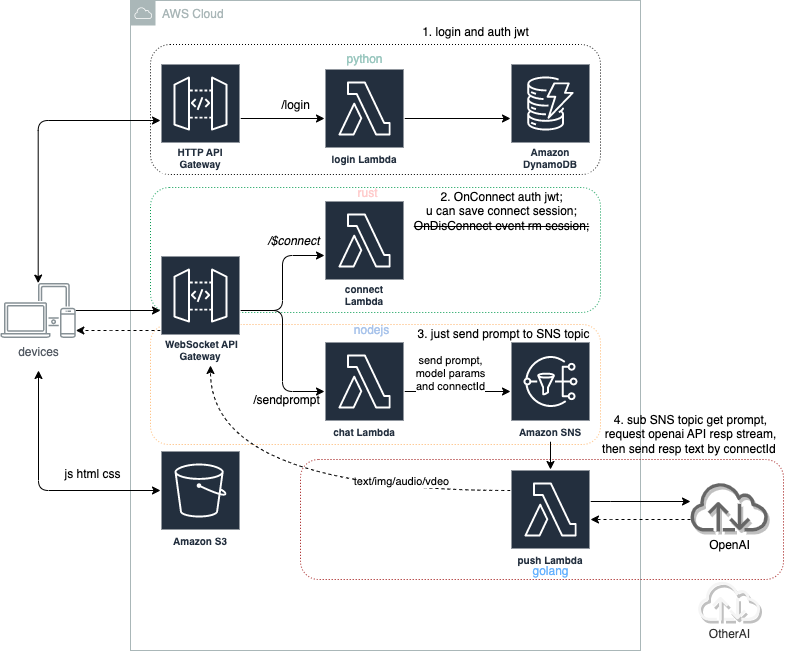 AWS Cloud
1. login and auth jwt
python
/login
HTTP API
Gateway
login Lambda
Amazon
DynamoDB
rust
2. OnConnect auth jwt;
u can save connect session;
OnDisConnect event rm session;
/$connect
connect
Lambda
WebSocket API
Gateway
devices
nodejs
3. just send prompt to SNS topic
send prompt,
model params
and connectId
/sendprompt
chat Lambda
Amazon SNS
4. sub SNS topic get prompt,
request openai API resp stream,
then send resp text by connectId
js html css
text/img/audio/vdeo
Amazon S3
push Lambda
golang
OpenAI
OtherAI